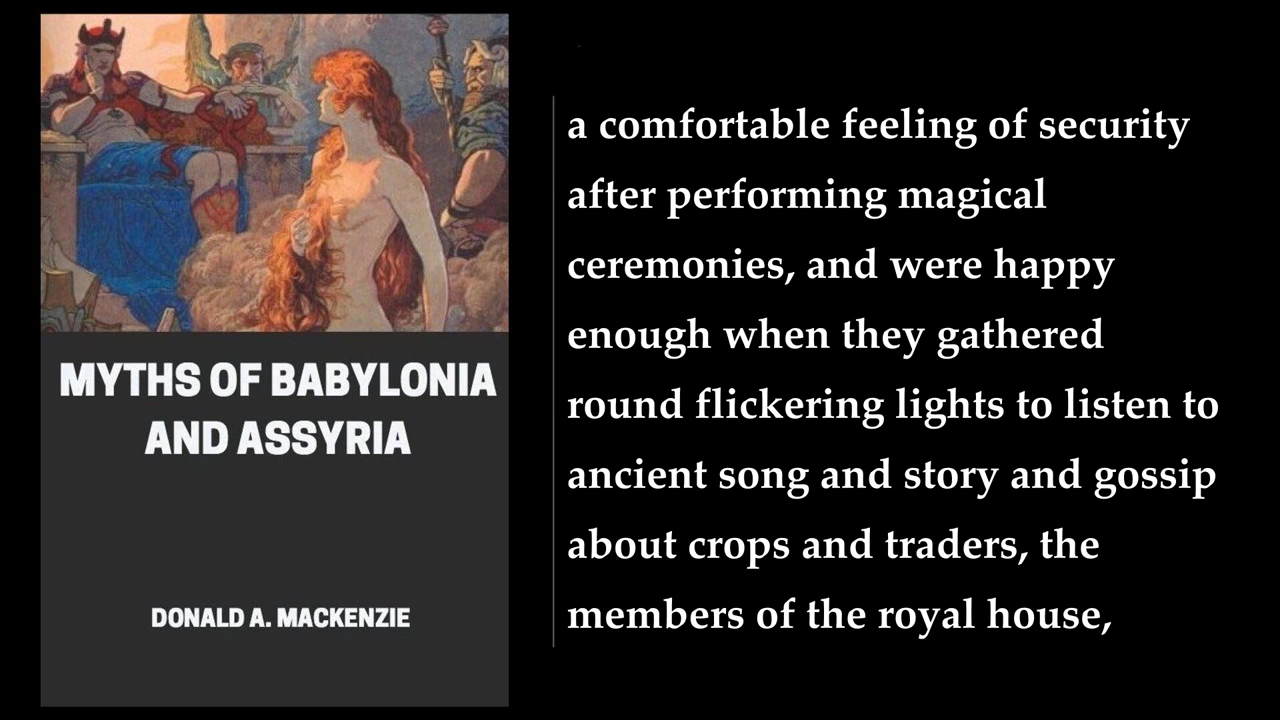 MYTHS OF BABYLONIA
AND ASSYRIA
DONALD A. MACKENZIE
a comfortable feeling of security
after performing magical
ceremonies, and were happy
enough when they gathered
round flickering lights to listen to
ancient song and story and gossip
about crops and traders, the
members of the royal house,